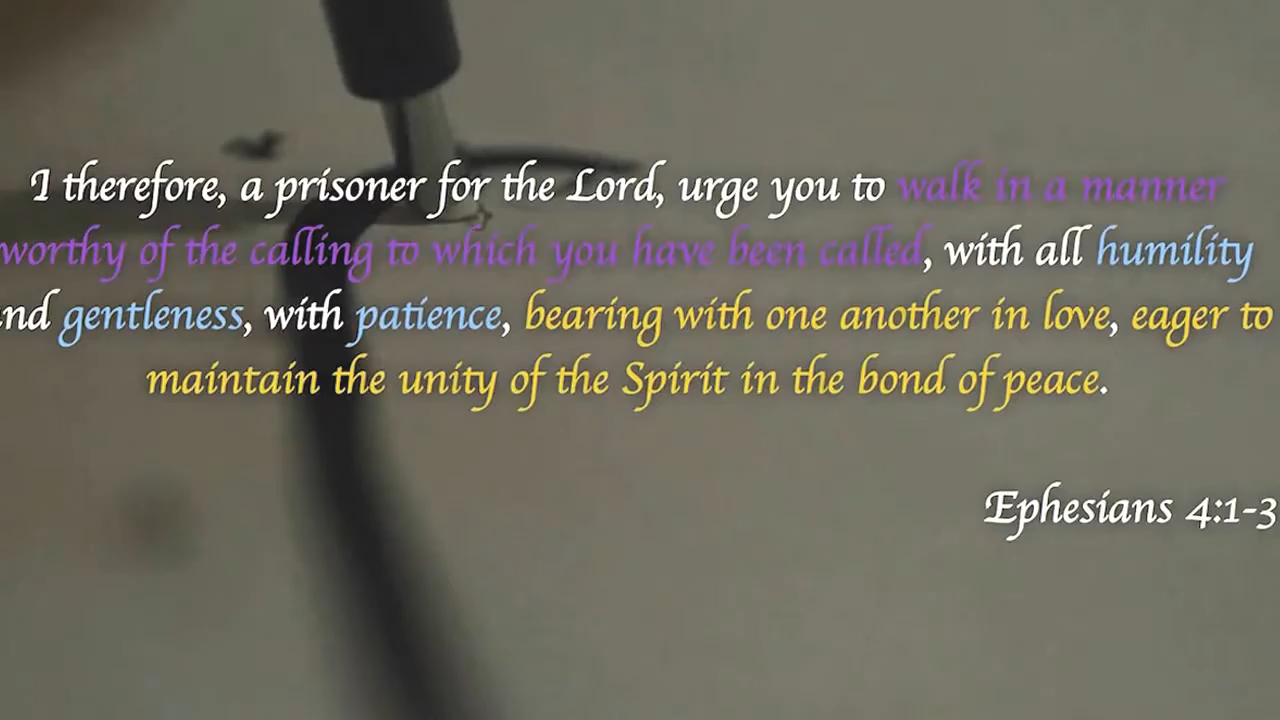 I therefore, a prisoner for the Lord, urge you to walk in a manner
worthy of the calling to which you have been called, with all humility
nd gentleness, with patience, bearing with one another in love, eager to
maintain the unity of the Spirit in the bond of peace.
Ephesians 4:1-3